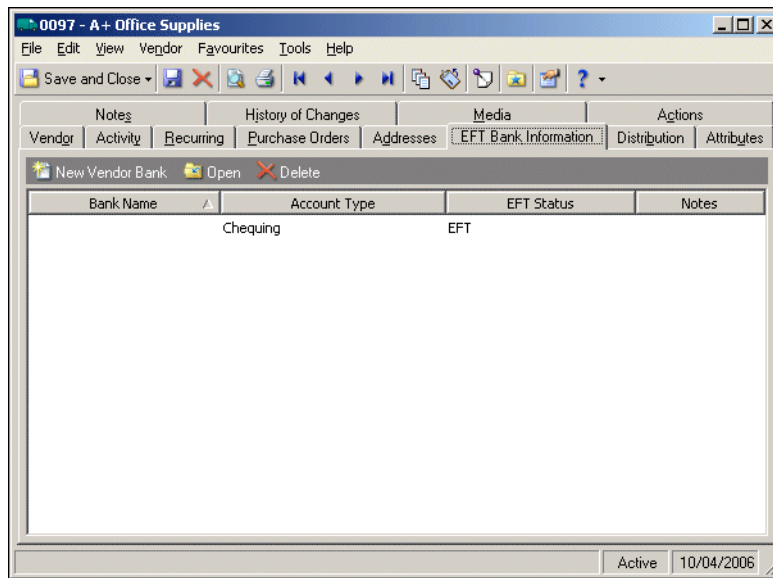 0097 - A+ Office Supplies
File Edit View Vendor Favourites Tools Help
Save and Close
Notes History of Changes Media Actions
Vendor Activity Recurring Purchase Orders Addresses EFT Bank Information Distribution Attributes
New Vendor Bank Open Delete
Bank Name Account Type EFT Status Notes
Chequing EFT
Active 10/04/2006